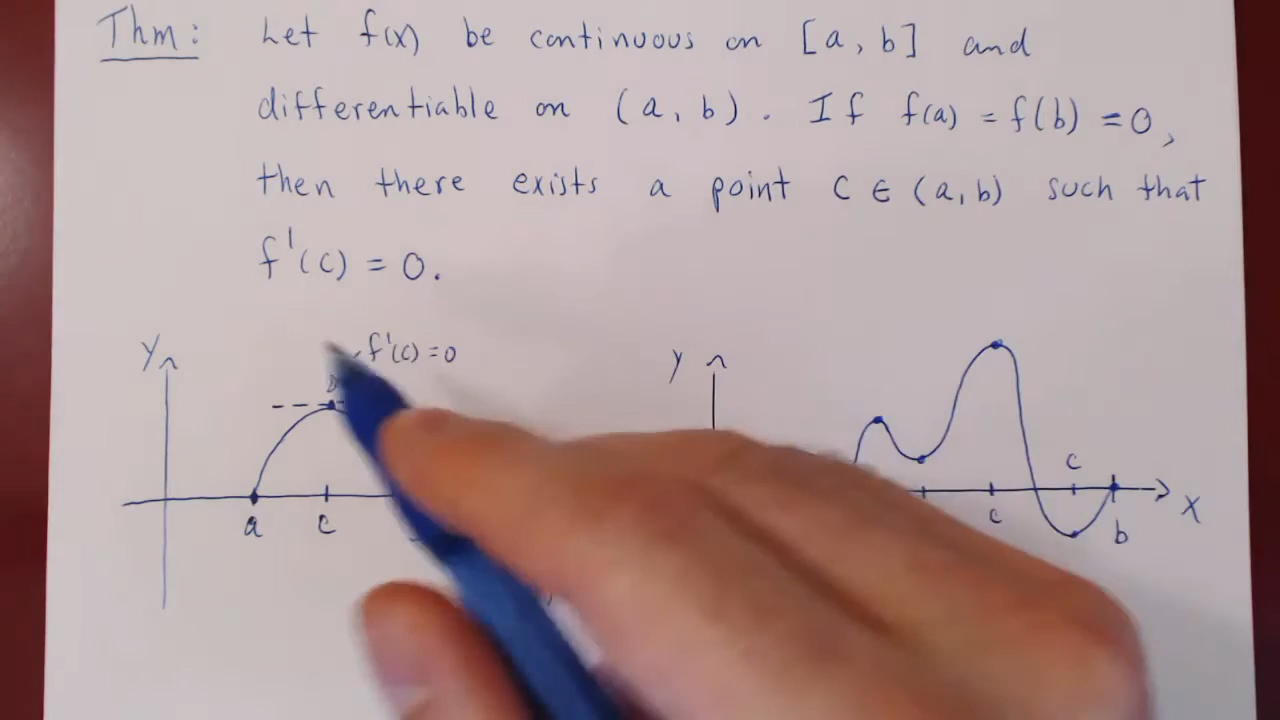 Thm: Let f(x) be continuous on [a, b] and
differentiable on (a, b). If f(a) = f(b) = 0,
then there exists a point c ∈ (a, b) such that
f'(c) = 0.
y
f'(c) = 0
y
c
a
c
c
x
b